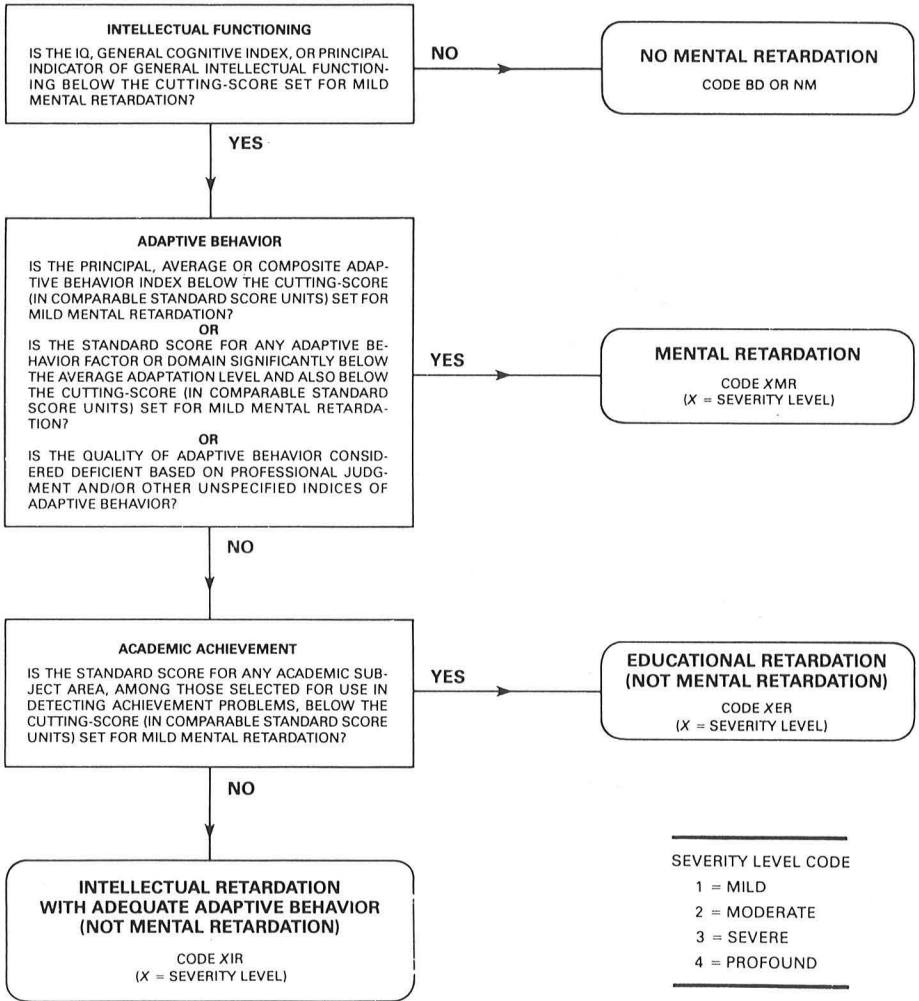 INTELLECTUAL FUNCTIONING
IS THE IQ, GENERAL COGNITIVE INDEX, OR PRINCIPAL
INDICATOR OF GENERAL INTELLECTUAL FUNCTION-
ING BELOW THE CUTTING-SCORE SET FOR MILD
MENTAL RETARDATION?
NO
NO MENTAL RETARDATION
CODE BD OR NM
YES
ADAPTIVE BEHAVIOR
IS THE PRINCIPAL, AVERAGE OR COMPOSITE ADAP-
TIVE BEHAVIOR INDEX BELOW THE CUTTING-SCORE
(IN COMPARABLE STANDARD SCORE UNITS) SET FOR
MILD MENTAL RETARDATION?
OR
IS THE STANDARD SCORE FOR ANY ADAPTIVE BE-
HAVIOR FACTOR OR DOMAIN SIGNIFICANTLY BELOW
THE AVERAGE ADAPTATION LEVEL AND ALSO BELOW
THE CUTTING-SCORE (IN COMPARABLE STANDARD
SCORE UNITS) SET FOR MILD MENTAL RETARDA-
TION?
OR
IS THE QUALITY OF ADAPTIVE BEHAVIOR CONSID-
ERED DEFICIENT BASED ON PROFESSIONAL JUDG-
MENT AND/OR OTHER UNSPECIFIED INDICES OF
ADAPTIVE BEHAVIOR?
YES
MENTAL RETARDATION
CODE XMR
(X = SEVERITY LEVEL)
NO
ACADEMIC ACHIEVEMENT
IS THE STANDARD SCORE FOR ANY ACADEMIC SUB-
JECT AREA, AMONG THOSE SELECTED FOR USE IN
DETECTING ACHIEVEMENT PROBLEMS, BELOW THE
CUTTING-SCORE (IN COMPARABLE STANDARD SCORE
UNITS) SET FOR MILD MENTAL RETARDATION?
YES
EDUCATIONAL RETARDATION
(NOT MENTAL RETARDATION)
CODE XER
(X = SEVERITY LEVEL)
NO
INTELLECTUAL RETARDATION
WITH ADEQUATE ADAPTIVE BEHAVIOR
(NOT MENTAL RETARDATION)
CODE XIR
(X = SEVERITY LEVEL)
SEVERITY LEVEL CODE
1 = MILD
2 = MODERATE
3 = SEVERE
4 = PROFOUND